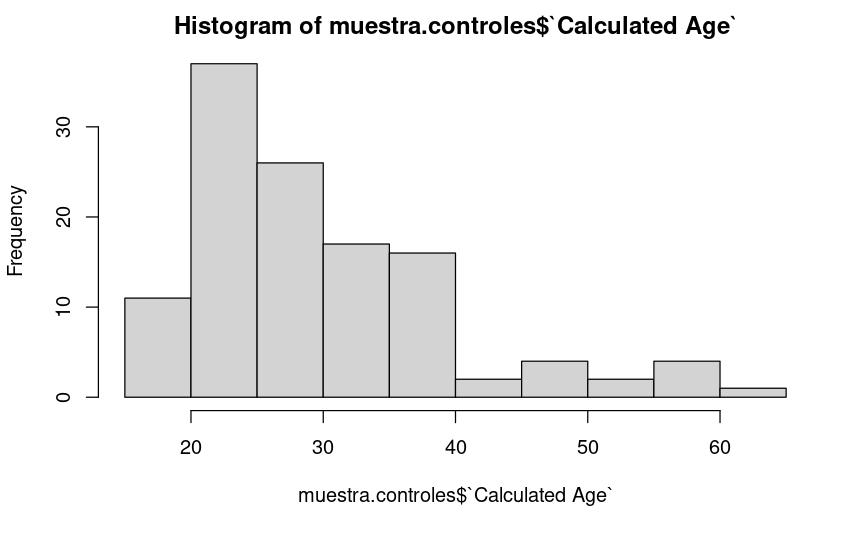 Histogram of muestra.controles$`Calculated Age`
Frequency
30
20
10
0
20 30 40 50 60
muestra.controles$`Calculated Age`